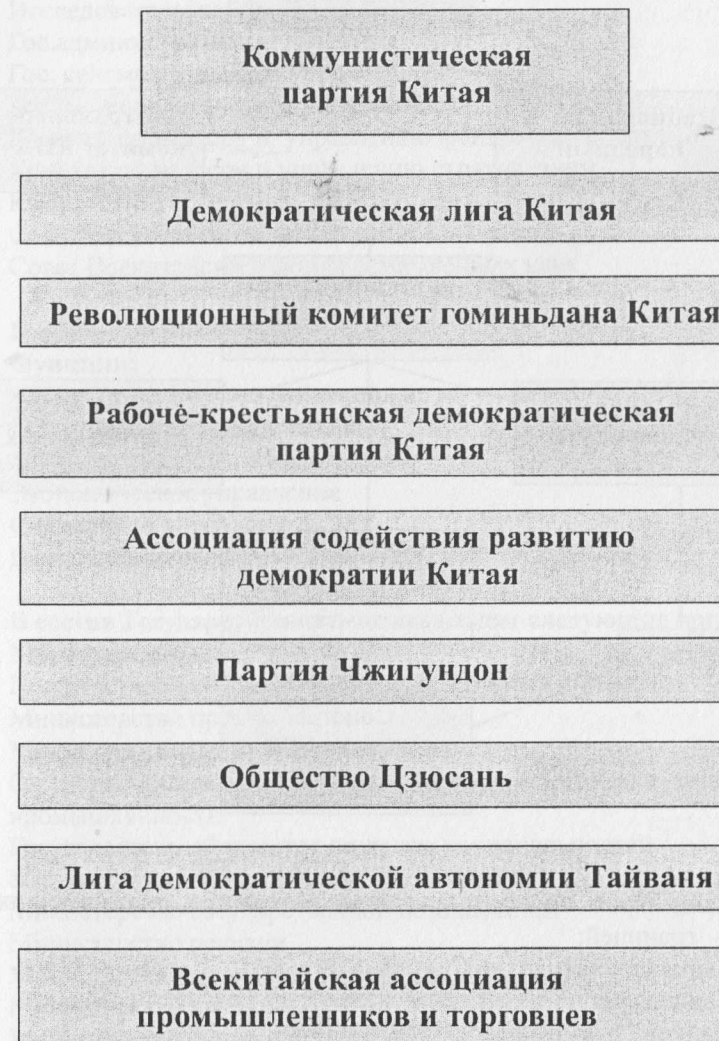 Коммунистическая
партия Китая
Демократическая лига Китая
Революционный комитет гоминьдана Китая
Рабоче-крестьянская демократическая
партия Китая
Ассоциация содействия развитию
демократии Китая
Партия Чжигундон
Общество Цзюсань
Лига демократической автономии Тайваня
Всекитайская ассоциация
промышленников и торговцев